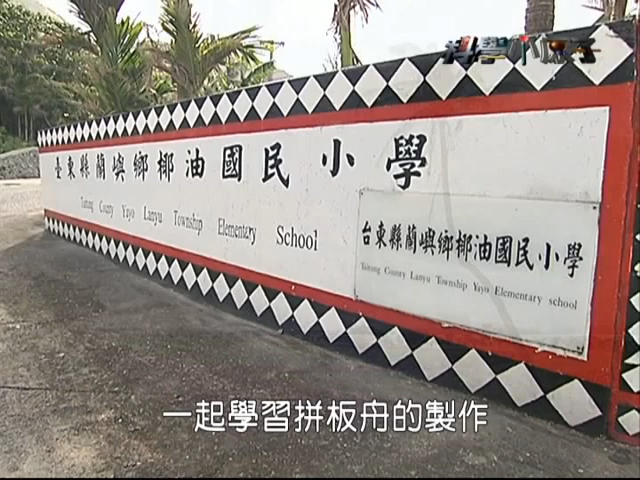 科學小原子
臺東縣蘭嶼鄉椰油國民小學
Taitung County Yayo Lanyu Township Elementary School
台東縣蘭嶼鄉椰油國民小學
Taitung County Lanyu Township Yayo Elementary school
一起學習拼板舟的製作